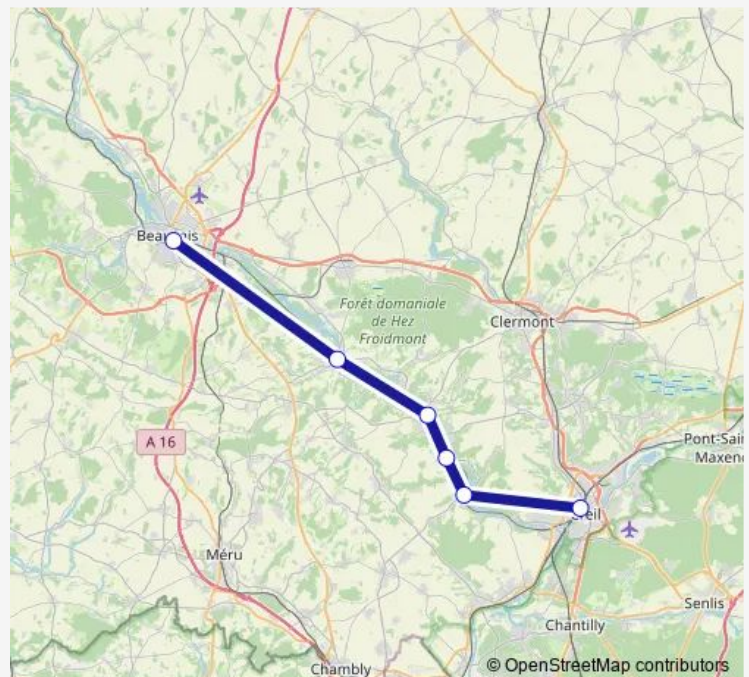 Beauvais
Forêt domaniale
de Hez
Froidmont
Clermont
A 16
Pont-Sai
Maxen
Creil
Méru
Senlis
Chantilly
Chambly
© OpenStreetMap contributors